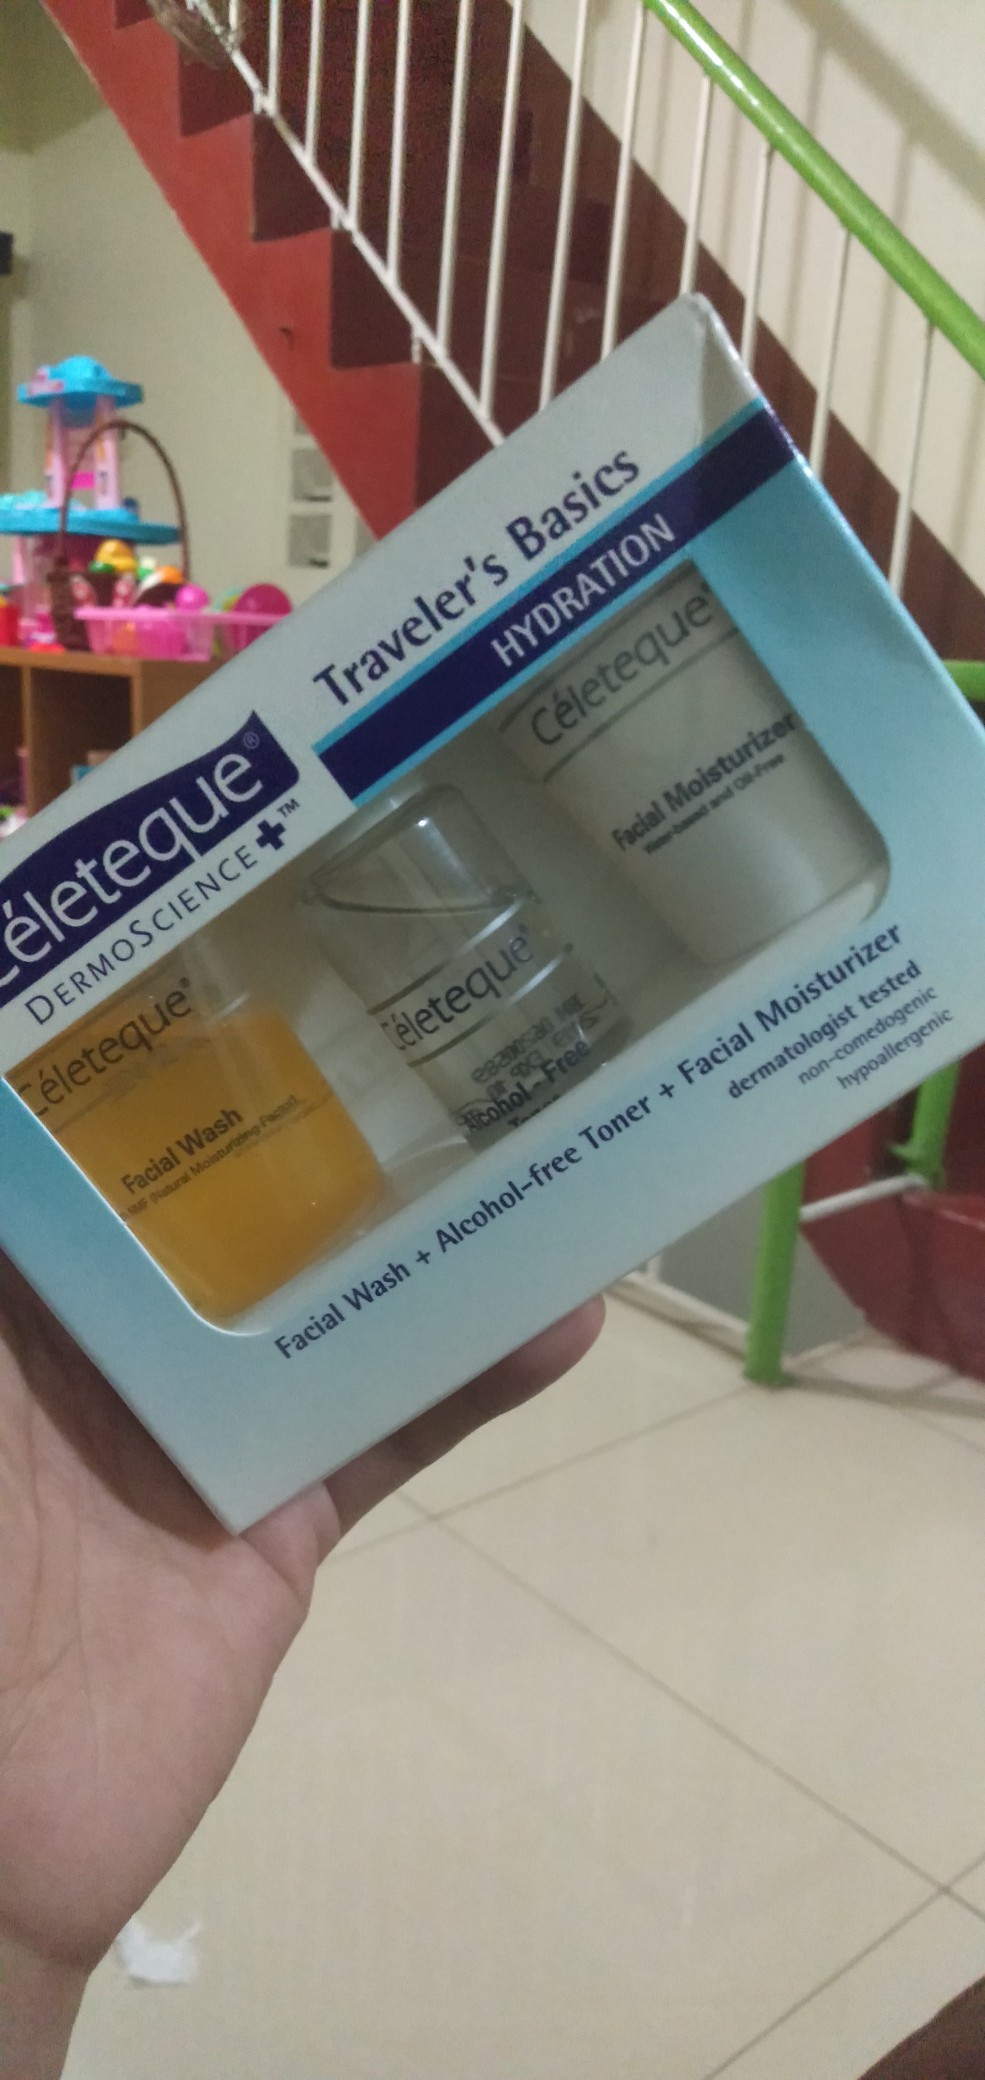 Traveler's Basics
HYDRATION
Céleteque®
DERMOSCIENCE+™
Céleteque®
Facial Wash
NMF (Natural Moisturizing Factor)
Céleteque®
Alcohol-Free
Toner
Céleteque®
Facial Moisturizer
Water-based and Oil-Free
Facial Wash + Alcohol-free Toner + Facial Moisturizer
dermatologist tested
non-comedogenic
hypoallergenic